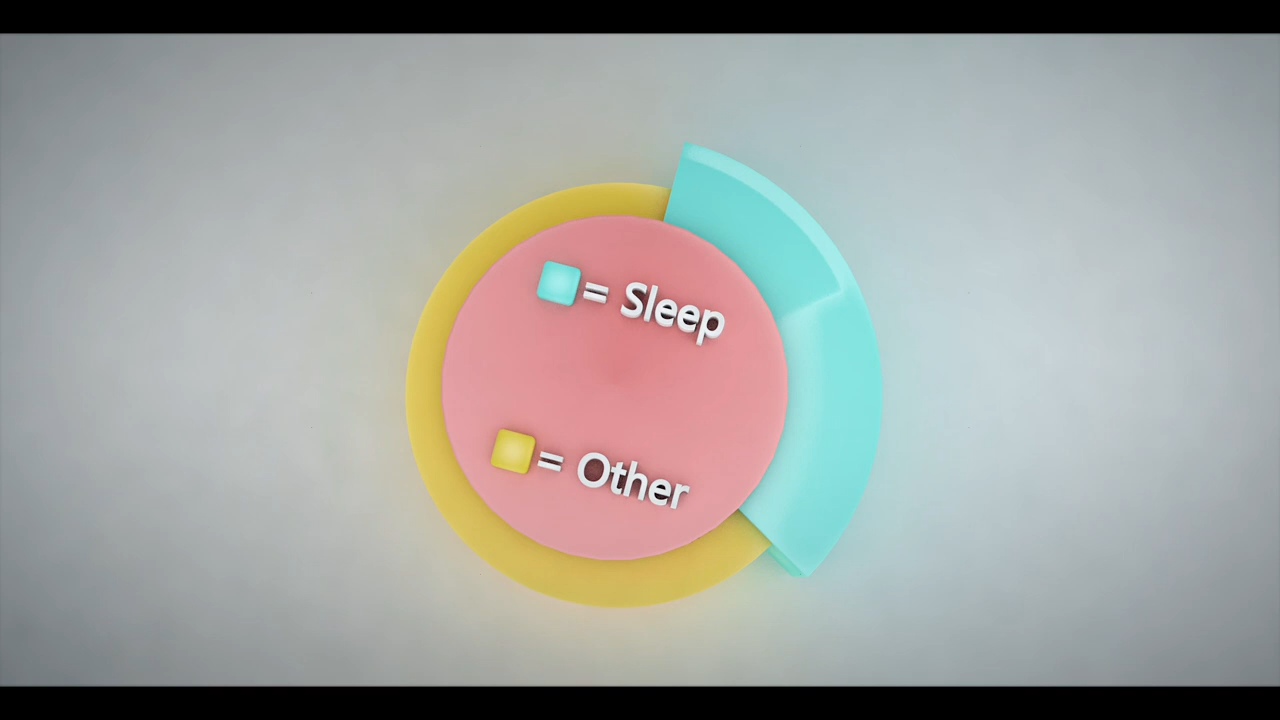 = Sleep
= Other